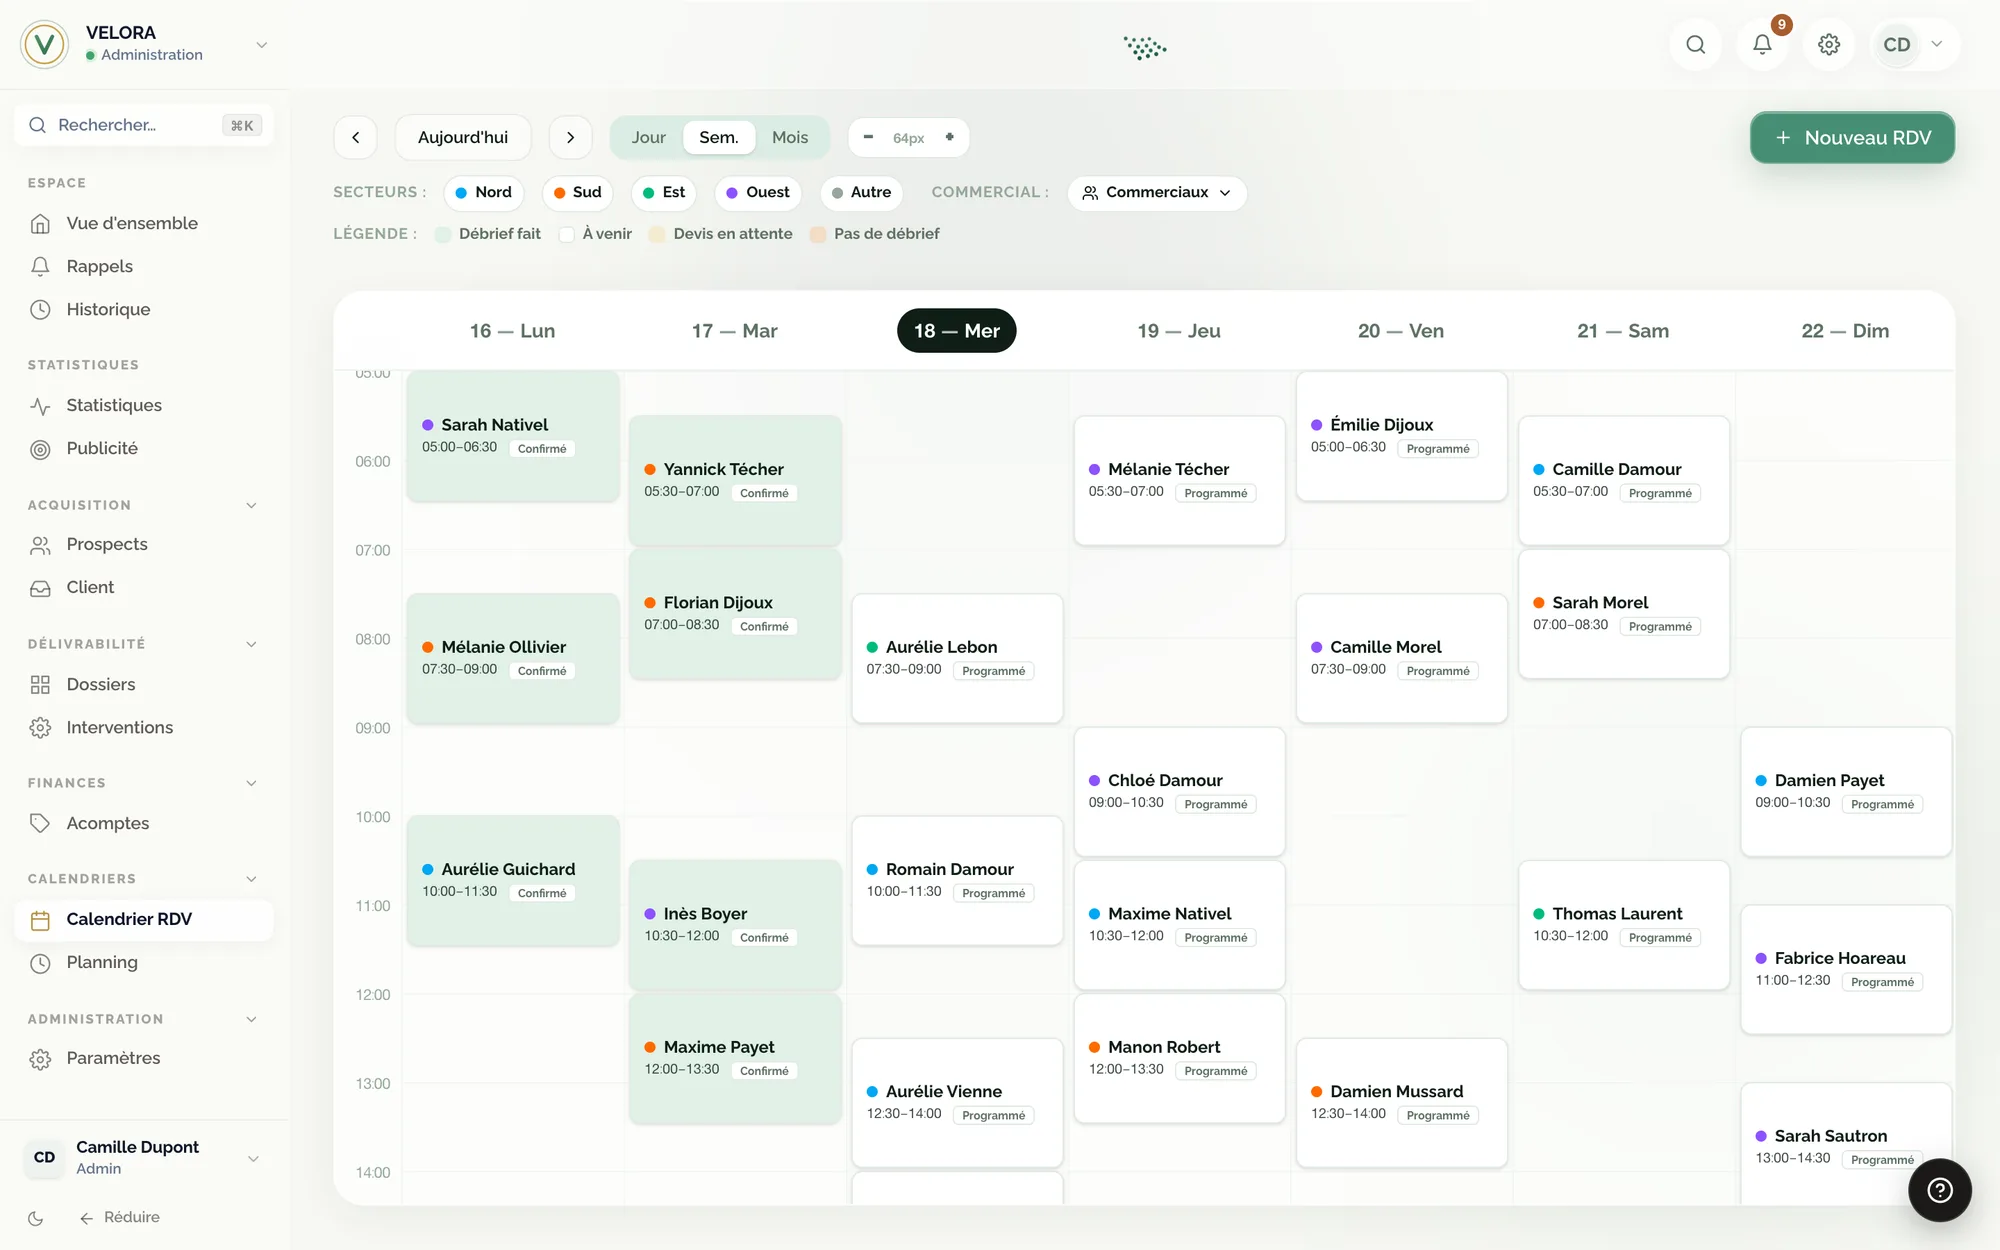 VELORA
Administration
Rechercher...
⌘K
ESPACE
Vue d'ensemble
Rappels
Historique
STATISTIQUES
Statistiques
Publicité
ACQUISITION
Prospects
Client
DÉLIVRABILITÉ
Dossiers
Interventions
FINANCES
Acomptes
CALENDRIERS
Calendrier RDV
Planning
ADMINISTRATION
Paramètres
CD
Camille Dupont
Admin
Réduire
9
CD
Aujourd'hui
Jour
Sem.
Mois
64px
+ Nouveau RDV
SECTEURS :
Nord
Sud
Est
Ouest
Autre
COMMERCIAL :
Commerciaux
LÉGENDE :
Débrief fait
À venir
Devis en attente
Pas de débrief
16 — Lun
17 — Mar
18 — Mer
19 — Jeu
20 — Ven
21 — Sam
22 — Dim
05:00
06:00
07:00
08:00
09:00
10:00
11:00
12:00
13:00
14:00
Sarah Nativel
05:00–06:30 Confirmé
Mélanie Ollivier
07:30–09:00 Confirmé
Aurélie Guichard
10:00–11:30 Confirmé
Yannick Técher
05:30–07:00 Confirmé
Florian Dijoux
07:00–08:30 Confirmé
Inès Boyer
10:30–12:00 Confirmé
Maxime Payet
12:00–13:30 Confirmé
Aurélie Lebon
07:30–09:00 Programmé
Romain Damour
10:00–11:30 Programmé
Aurélie Vienne
12:30–14:00 Programmé
Mélanie Técher
05:30–07:00 Programmé
Chloé Damour
09:00–10:30 Programmé
Maxime Nativel
10:30–12:00 Programmé
Manon Robert
12:00–13:30 Programmé
Émilie Dijoux
05:00–06:30 Programmé
Camille Morel
07:30–09:00 Programmé
Damien Mussard
12:30–14:00 Programmé
Camille Damour
05:30–07:00 Programmé
Sarah Morel
07:00–08:30 Programmé
Thomas Laurent
10:30–12:00 Programmé
Damien Payet
09:00–10:30 Programmé
Fabrice Hoareau
11:00–12:30 Programmé
Sarah Sautron
13:00–14:30 Programmé